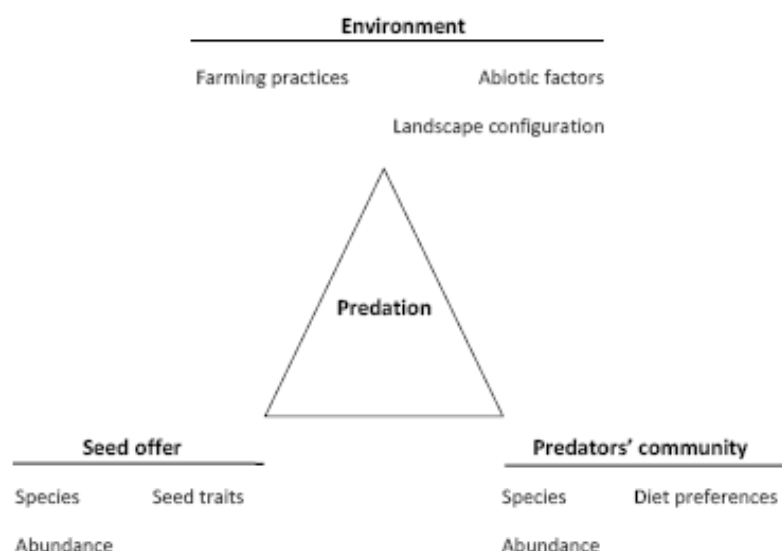 Environment
Farming practices Abiotic factors
Landscape configuration
Predation
Seed offer Predators' community
Species Seed traits Species Diet preferences
Abundance Abundance